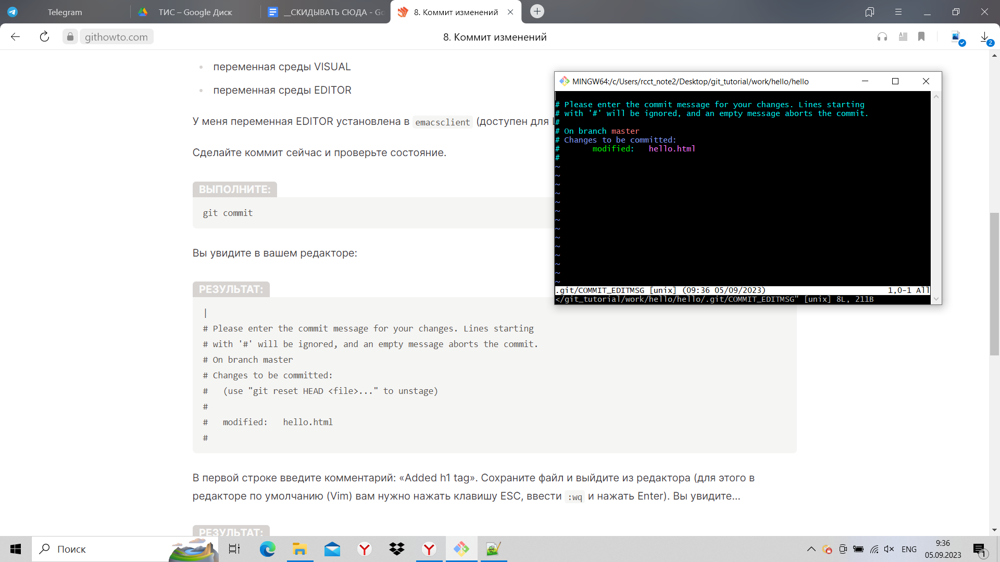 Telegram
ТИС – Google Диск
__СКИДЫВАТЬ СЮДА - Go
8. Коммит изменений
githowto.com
8. Коммит изменений
2
переменная среды VISUAL
переменная среды EDITOR
У меня переменная EDITOR установлена в emacsclient (доступен для
Сделайте коммит сейчас и проверьте состояние.
ВЫПОЛНИТЕ:
git commit
Вы увидите в вашем редакторе:
РЕЗУЛЬТАТ:
|
# Please enter the commit message for your changes. Lines starting
# with '#' will be ignored, and an empty message aborts the commit.
# On branch master
# Changes to be committed:
#   (use "git reset HEAD <file>..." to unstage)
#
#   modified:   hello.html
#
В первой строке введите комментарий: «Added h1 tag». Сохраните файл и выйдите из редактора (для этого в
редакторе по умолчанию (Vim) вам нужно нажать клавишу ESC, ввести :wq и нажать Enter). Вы увидите...
РЕЗУЛЬТАТ:
MINGW64:/c/Users/rcct_note2/Desktop/git_tutorial/work/hello/hello
# Please enter the commit message for your changes. Lines starting
# with '#' will be ignored, and an empty message aborts the commit.
#
# On branch master
# Changes to be committed:
#       modified:   hello.html
#
~
~
~
~
~
~
~
~
~
~
~
~
~
~
.git/COMMIT_EDITMSG [unix] (09:36 05/09/2023) 1,0-1 All
</git_tutorial/work/hello/hello/.git/COMMIT_EDITMSG" [unix] 8L, 211B
Поиск
ENG
9:36
05.09.2023
1